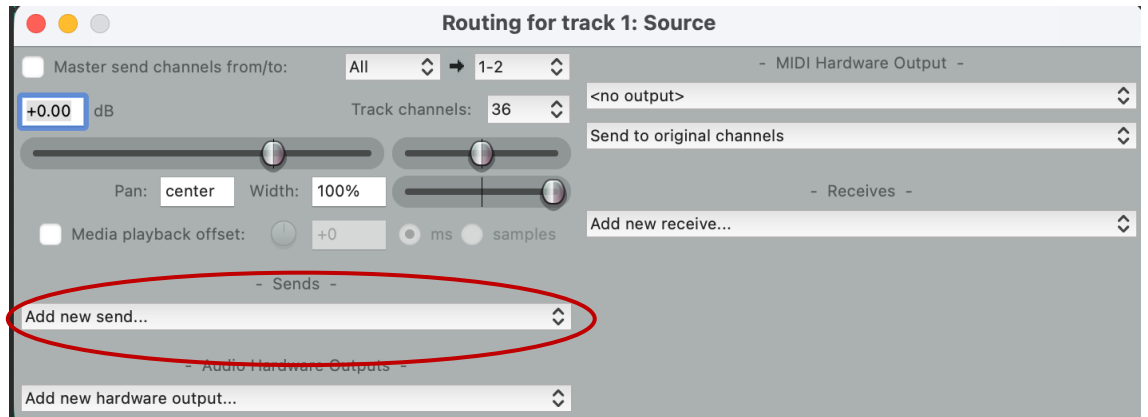 Routing for track 1: Source
Master send channels from/to: All 1-2
+0.00 dB Track channels: 36
Pan: center Width: 100%
Media playback offset: +0 ms samples
- Sends -
Add new send...
- Audio Hardware Outputs -
Add new hardware output...
- MIDI Hardware Output -
<no output>
Send to original channels
- Receives -
Add new receive...